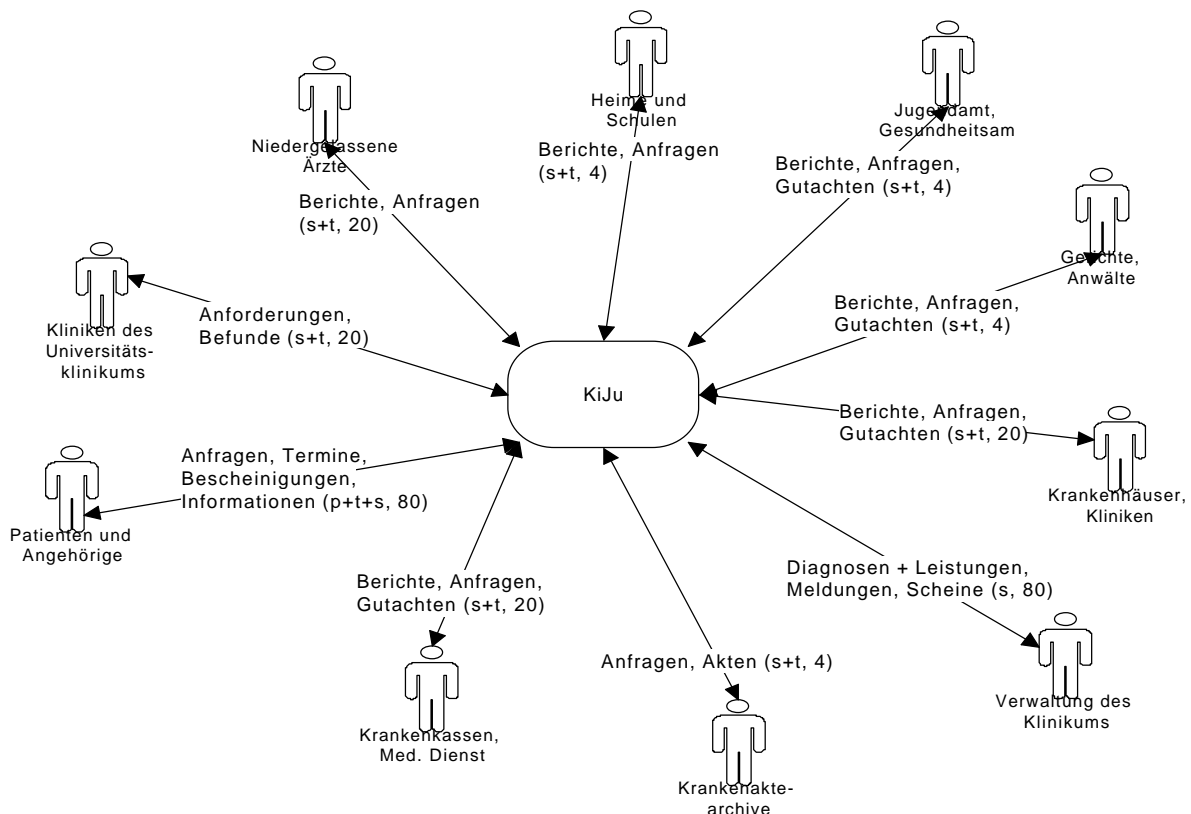 Heime und
Schulen
Jugendamt,
Gesundheitsam
Niedergelassene
Ärzte
Berichte, Anfragen
(s+t, 4)
Berichte, Anfragen,
Gutachten (s+t, 4)
Berichte, Anfragen
(s+t, 20)
Gerichte,
Anwälte
Kliniken des
Universitäts-
klinikums
Anforderungen,
Befunde (s+t, 20)
Berichte, Anfragen,
Gutachten (s+t, 4)
KiJu
Berichte, Anfragen,
Gutachten (s+t, 20)
Krankenhäuser,
Kliniken
Anfragen, Termine,
Bescheinigungen,
Informationen (p+t+s, 80)
Patienten und
Angehörige
Berichte, Anfragen,
Gutachten (s+t, 20)
Diagnosen + Leistungen,
Meldungen, Scheine (s, 80)
Anfragen, Akten (s+t, 4)
Verwaltung des
Klinikums
Krankenkassen,
Med. Dienst
Krankenakte-
archive